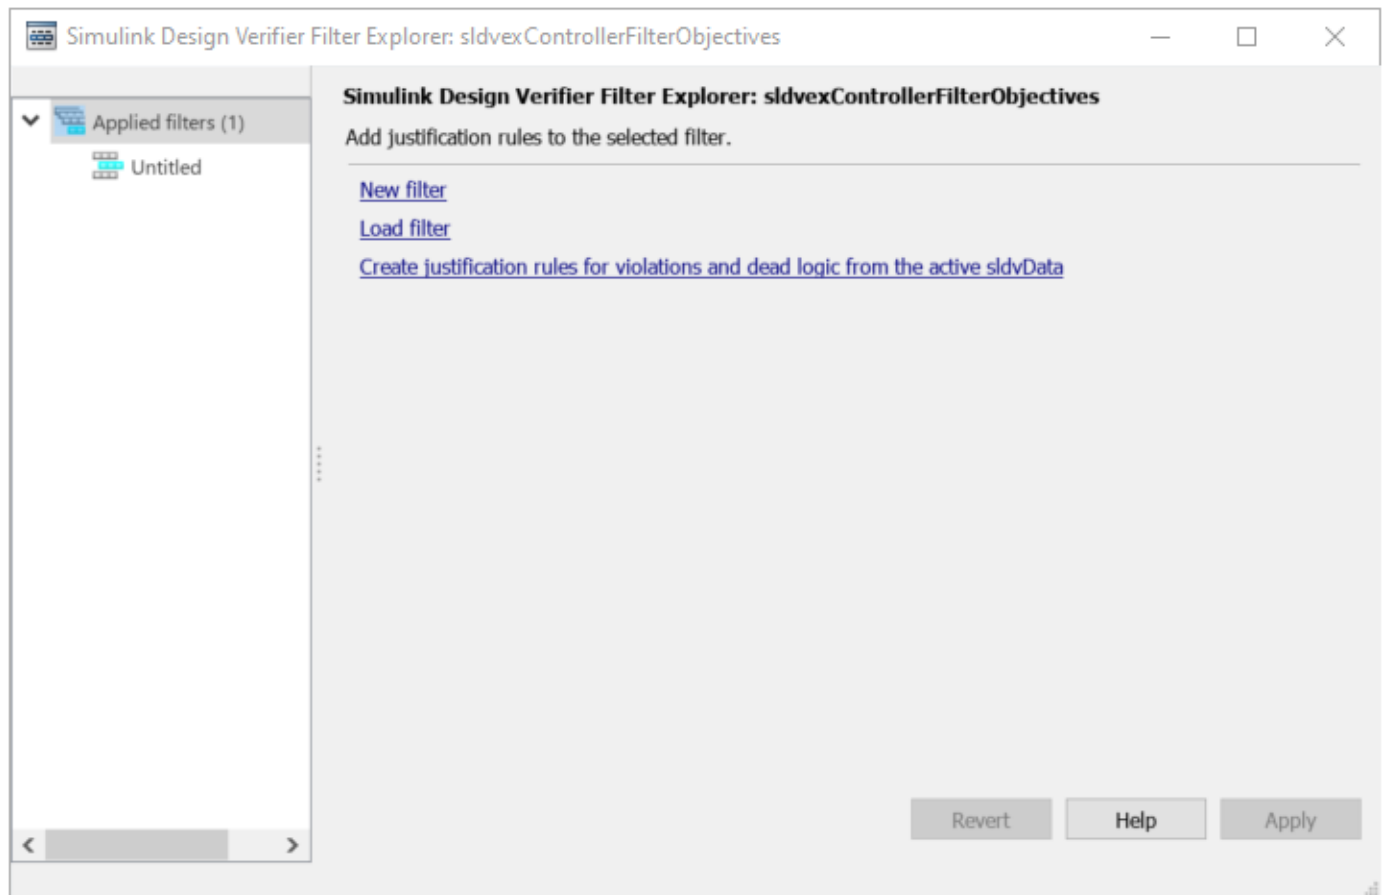 Simulink Design Verifier Filter Explorer: sldvexControllerFilterObjectives
Applied filters (1)
Untitled
Simulink Design Verifier Filter Explorer: sldvexControllerFilterObjectives
Add justification rules to the selected filter.
New filter
Load filter
Create justification rules for violations and dead logic from the active sldvData
Revert
Help
Apply